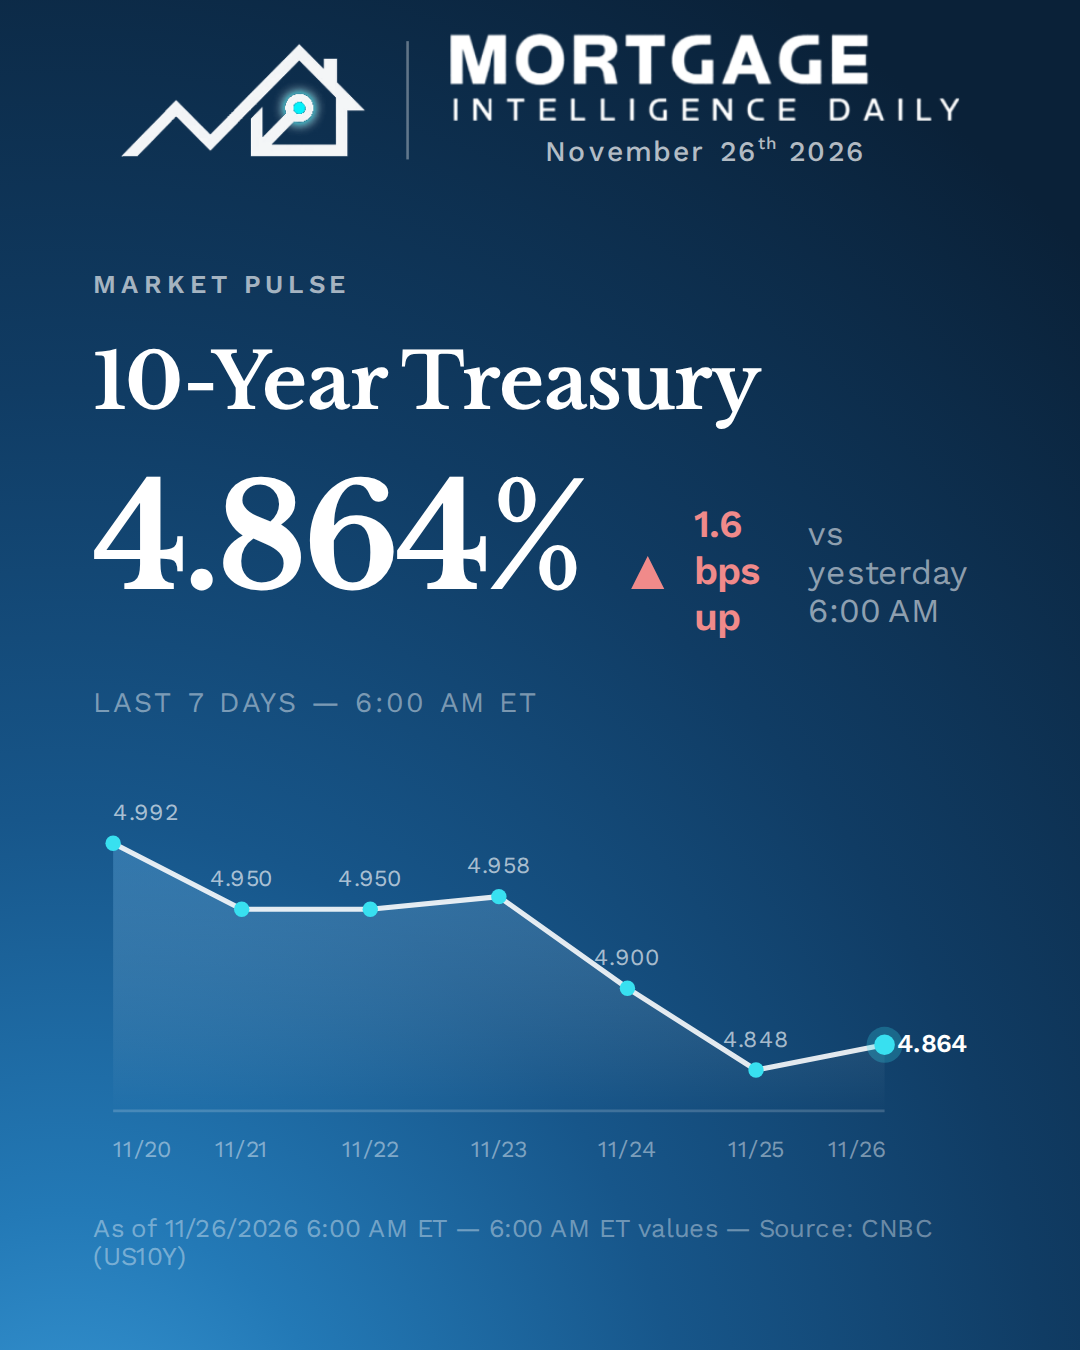 MORTGAGE
INTELLIGENCE DAILY
November 26th 2026
MARKET PULSE
10-Year Treasury
4.864%
▲ 1.6 bps up
vs yesterday 6:00 AM
LAST 7 DAYS — 6:00 AM ET
4.992
4.950
4.950
4.958
4.900
4.848
4.864
11/20 11/21 11/22 11/23 11/24 11/25 11/26
As of 11/26/2026 6:00 AM ET — 6:00 AM ET values — Source: CNBC
(US10Y)